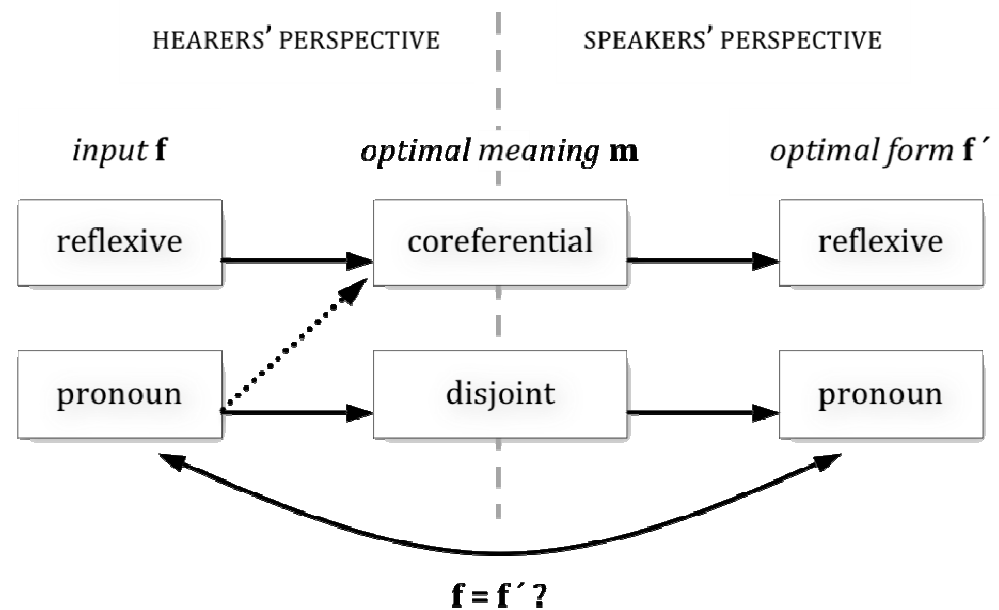 HEARERS’ PERSPECTIVE SPEAKERS’ PERSPECTIVE
input f optimal meaning m optimal form f´
reflexive coreferential reflexive
pronoun disjoint pronoun
f = f´?